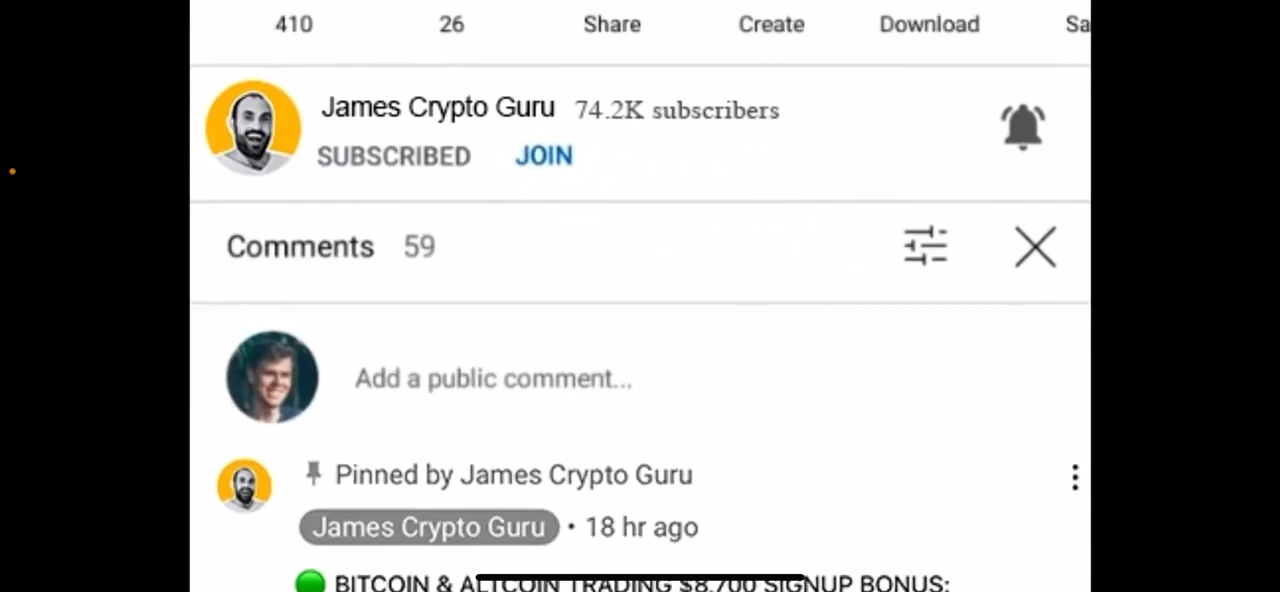 410 26 Share Create Download Sa
James Crypto Guru 74.2K subscribers
SUBSCRIBED JOIN
Comments 59
Add a public comment...
Pinned by James Crypto Guru
James Crypto Guru • 18 hr ago
BITCOIN & ALTCOIN TRADING $8,700 SIGNUP BONUS: